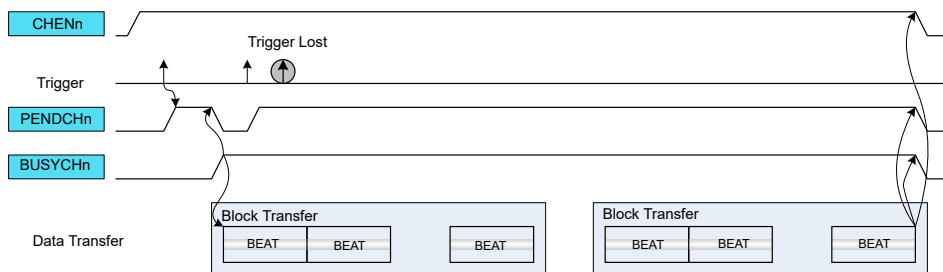 CHENn
Trigger Lost
Trigger
PENDCHn
BUSYCHn
Data Transfer
Block Transfer
BEAT
BEAT
BEAT
Block Transfer
BEAT
BEAT
BEAT